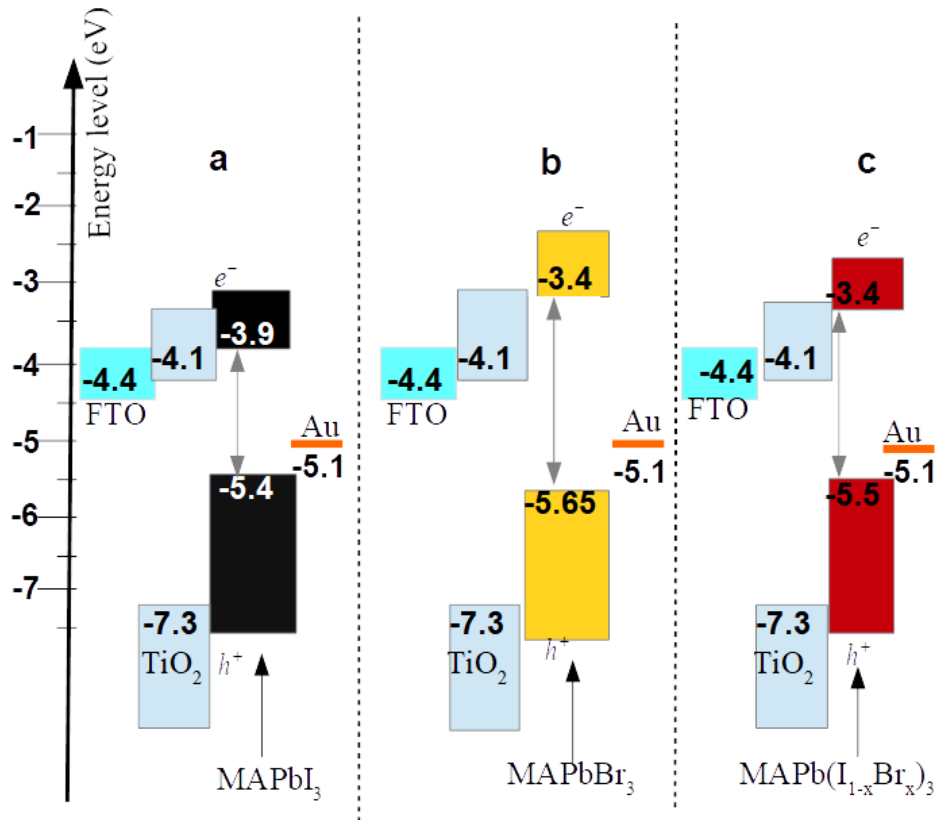 Energy level (eV)
-1
-2
-3
-4
-5
-6
-7
a
e⁻
-3.9
-4.1
-4.4
FTO
Au
-5.1
-5.4
-7.3
TiO₂
h⁺
MAPbI₃
b
e⁻
-3.4
-4.1
-4.4
FTO
Au
-5.1
-5.65
-7.3
TiO₂
h⁺
MAPbBr₃
c
e⁻
-3.4
-4.1
-4.4
FTO
Au
-5.1
-5.5
-7.3
TiO₂
h⁺
MAPb(I₁₋ₓBrₓ)₃